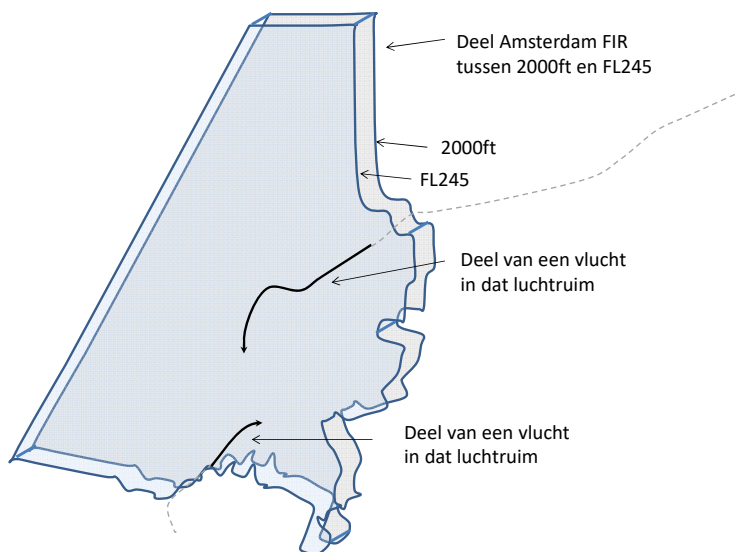 Deel Amsterdam FIR
tussen 2000ft en FL245
2000ft
FL245
Deel van een vlucht
in dat luchtruim
Deel van een vlucht
in dat luchtruim